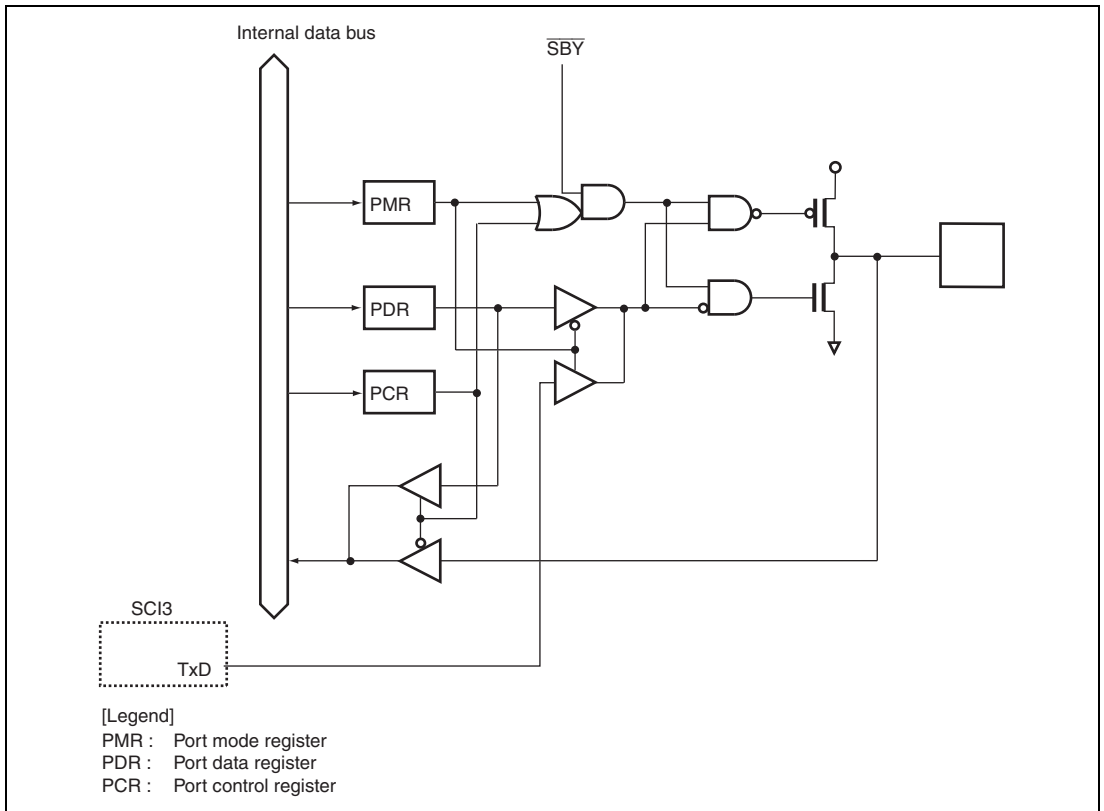 Internal data bus
SBY
PMR
PDR
PCR
SCI3
TxD
[Legend]
PMR : Port mode register
PDR : Port data register
PCR : Port control register